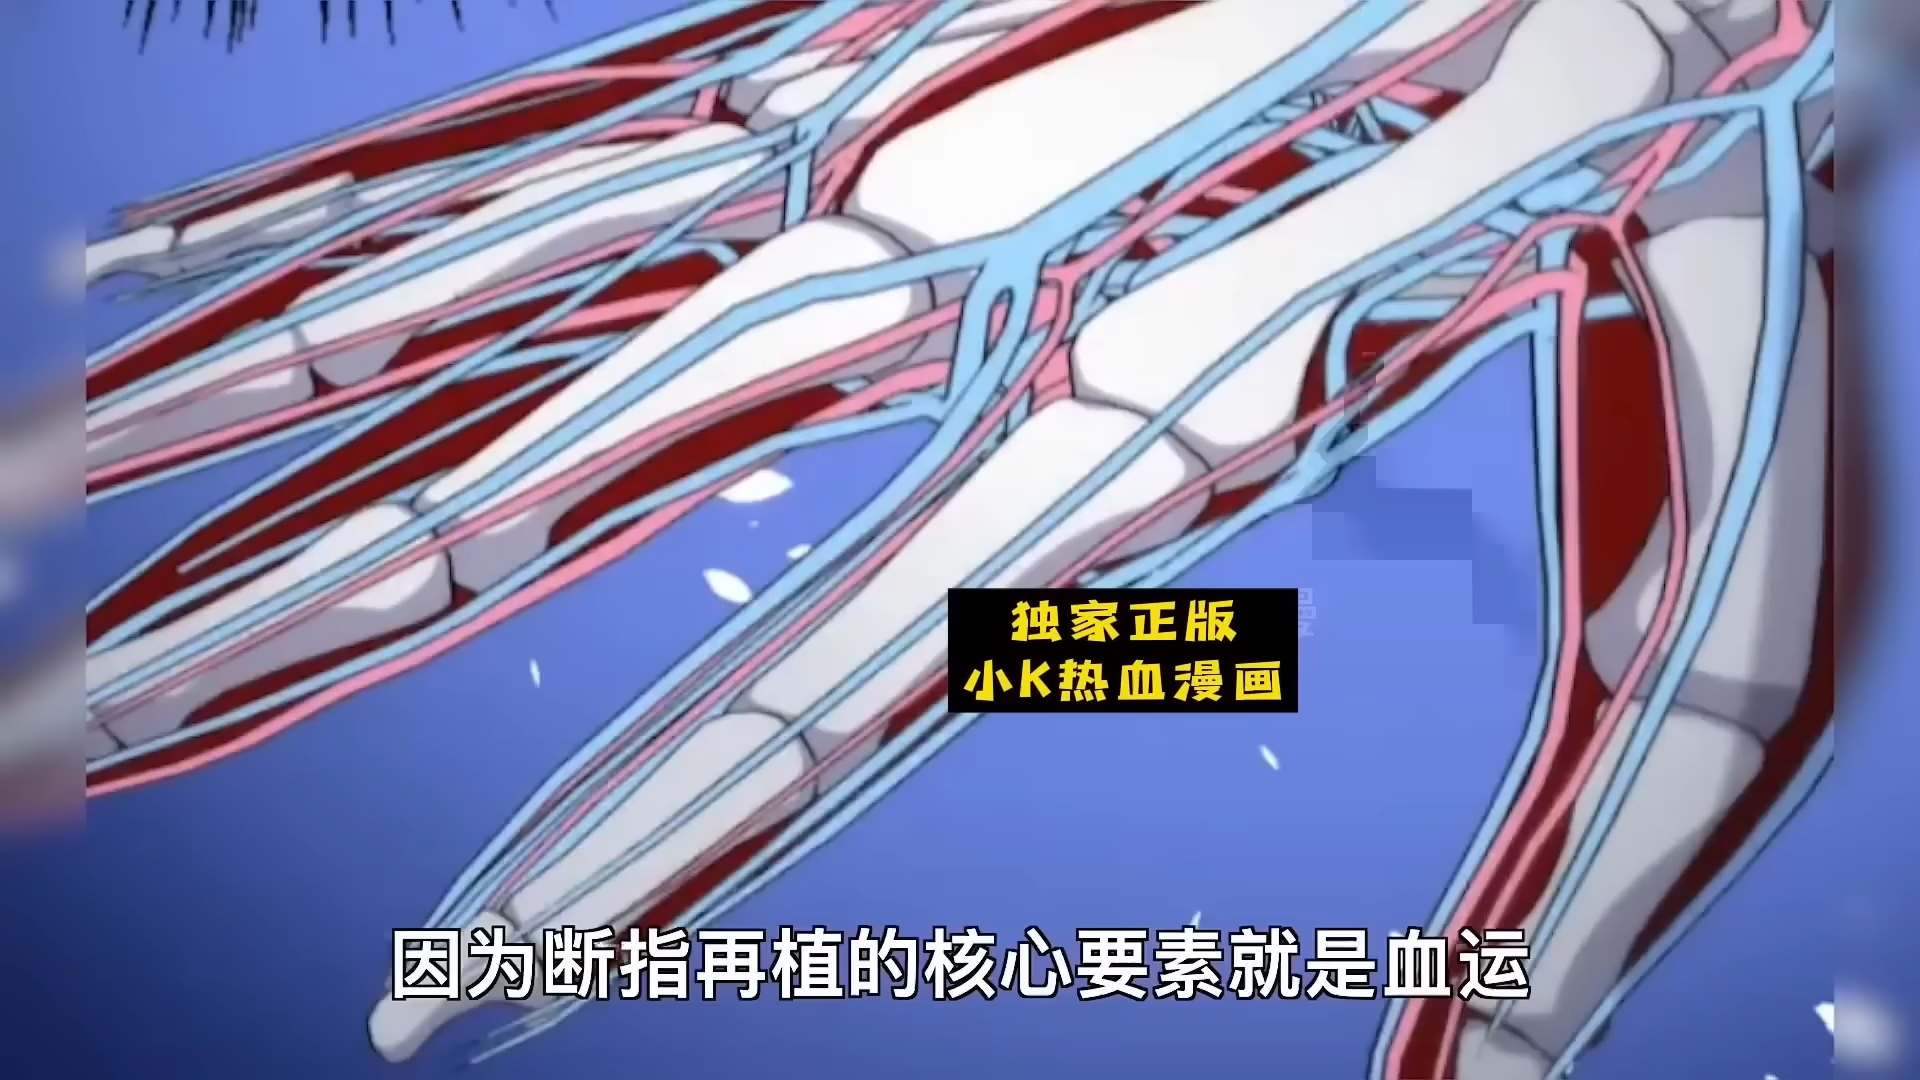 独家正版
小K热血漫画
因为断指再植的核心要素就是血运